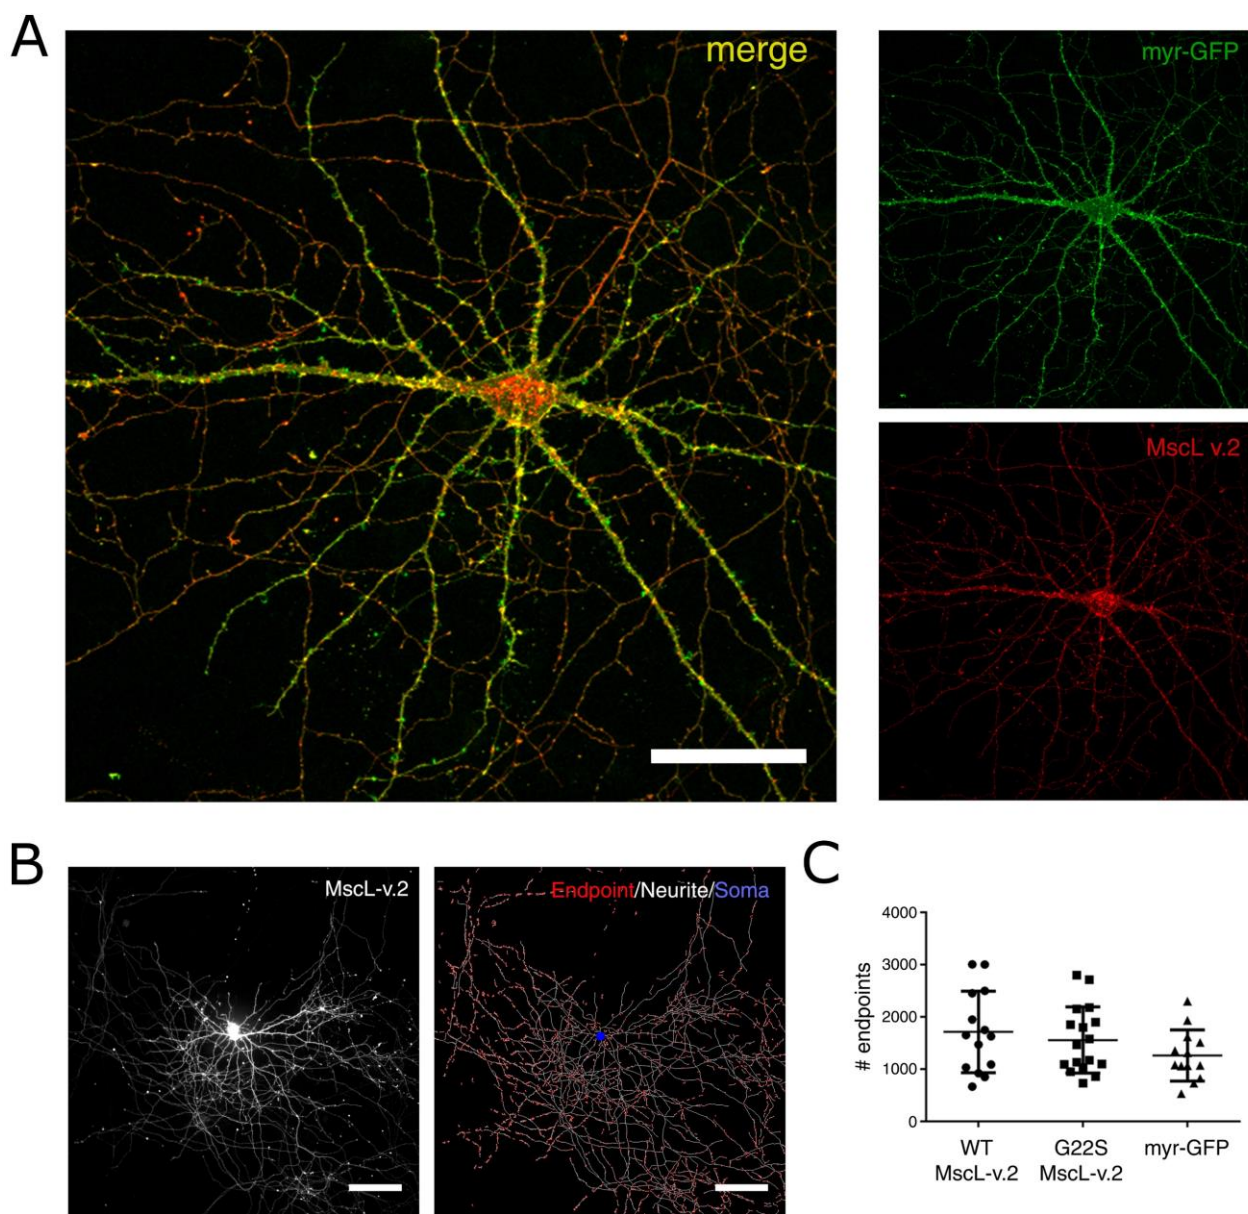 A
merge
myr-GFP
MscL v.2
B
MscL-v.2
Endpoint/Neurite/Soma
C
# endpoints
4000
3000
2000
1000
0
WT
MscL-v.2
G22S
MscL-v.2
myr-GFP